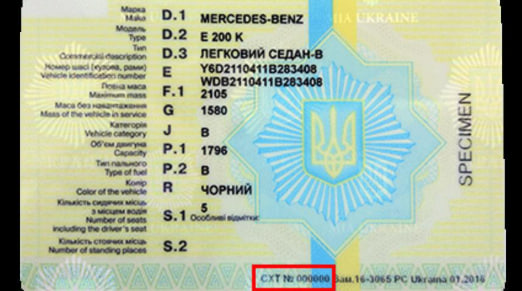 Марка D.1 MERCEDES-BENZ
Make
Модель D.2 E 200 K
Type
Тип D.3 ЛЕГКОВИЙ СЕДАН-В
Commercial description
Номер шасі (кузова, рами) E Y6D2110411B283408
Vehicle identification number WDB2110411B283408
Повна маса F.1 2105
Maximum mass
Маса без навантаження G 1580
Mass of the vehicle in service
Категорія J B
Vehicle category
Об'єм двигуна P.1 1796
Capacity
Тип пального P.2 B
Type of fuel
Колір R ЧОРНИЙ
Color of the vehicle
Кількість сидячих місць 5
з місцем водія S.1 Особливі відмітки:
Number of seats
including the driver's seat
Кількість стоячих місць S.2
Number of standing places
UKRAINE
SPECIMEN
СХТ № 000000 Зам.16-3065 PC Ukraina 01.2016